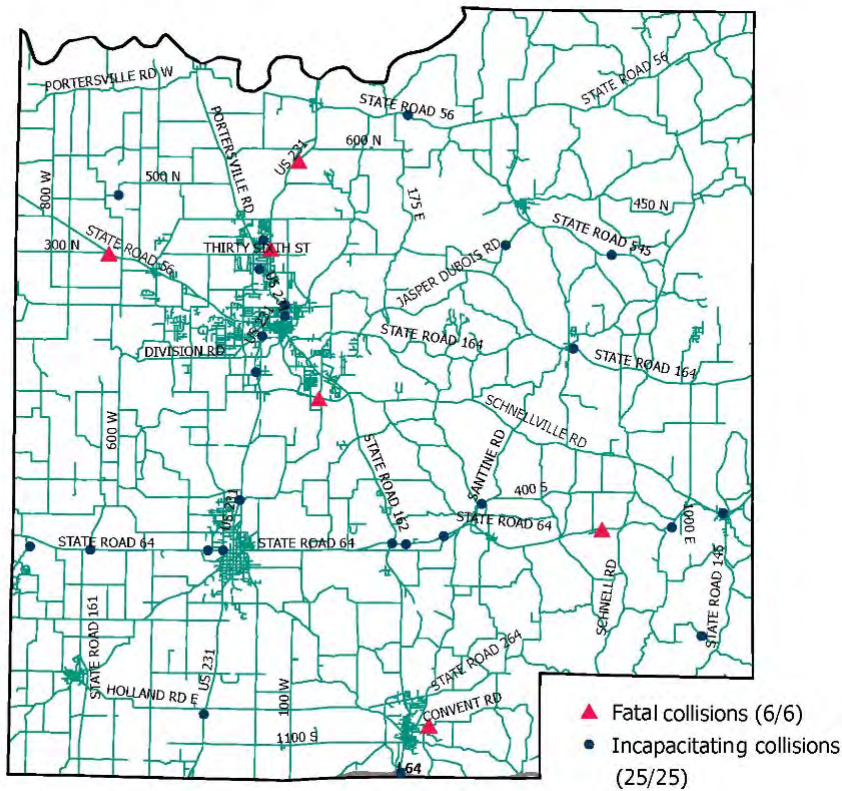 PORTERSVILLE RD W
STATE ROAD 56
STATE ROAD 56
PORTERSVILLE RD
US 231
600 N
500 N
800 W
175 E
450 N
STATE ROAD 545
300 N
STATE ROAD 56
THIRTY SIXTH ST
JASPER DUBOIS RD
STATE ROAD 164
DIVISION RD
STATE ROAD 164
SCHNELLVILLE RD
600 W
STATE ROAD 162
SANTINE RD
400 S
US 231
STATE ROAD 64
STATE ROAD 64
STATE ROAD 64
1000 E
STATE ROAD 145
SCHNELL RD
STATE ROAD 161
STATE ROAD 264
HOLLAND RD E
US 231
100 W
CONVENT RD
1100 S
I 64
Fatal collisions (6/6)
Incapacitating collisions
(25/25)